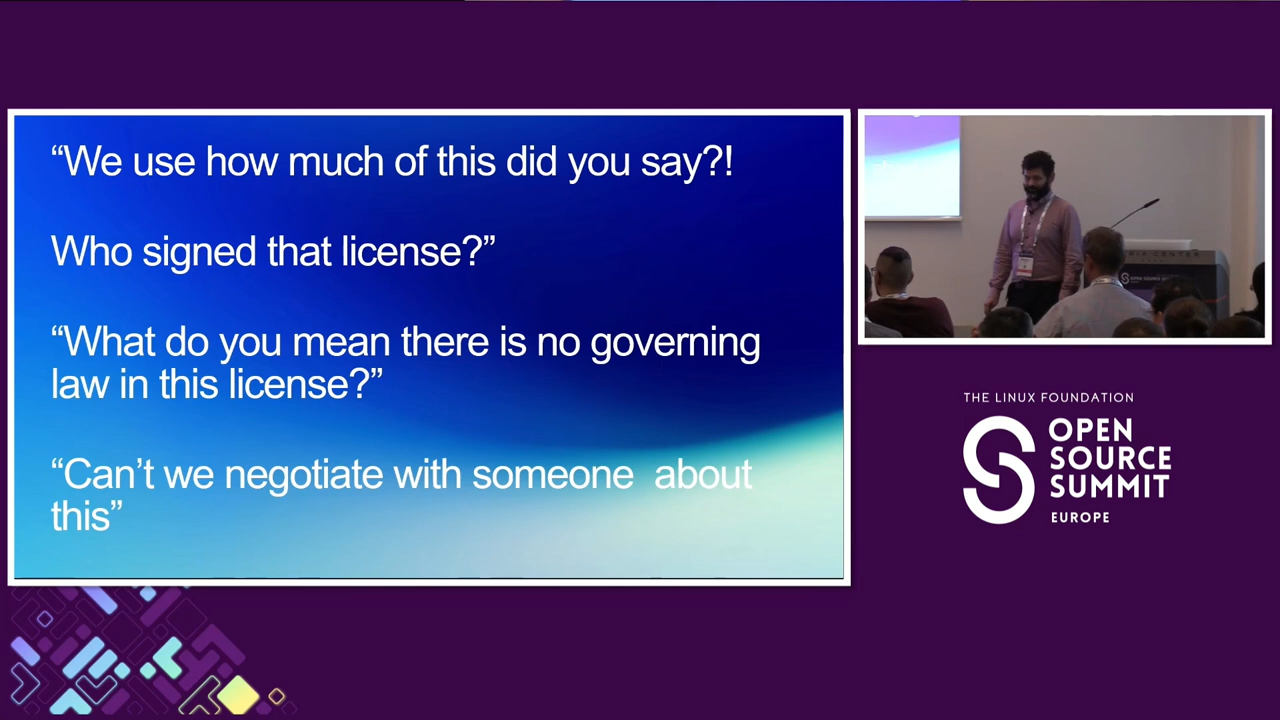 “We use how much of this did you say?!
Who signed that license?”
“What do you mean there is no governing
law in this license?”
“Can’t we negotiate with someone  about
this”
THE LINUX FOUNDATION
OPEN
SOURCE
SUMMIT
EUROPE